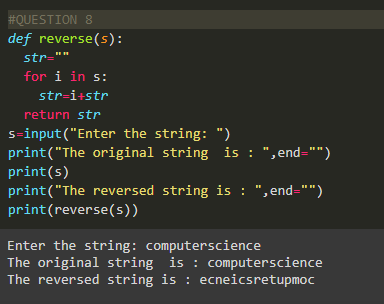 #QUESTION 8
def reverse(s):
  str=""
  for i in s:
    str=i+str
  return str
s=input("Enter the string: ")
print("The original string  is : ",end="")
print(s)
print("The reversed string is : ",end="")
print(reverse(s))
Enter the string: computerscience
The original string  is : computerscience
The reversed string is : ecneicsretupmoc